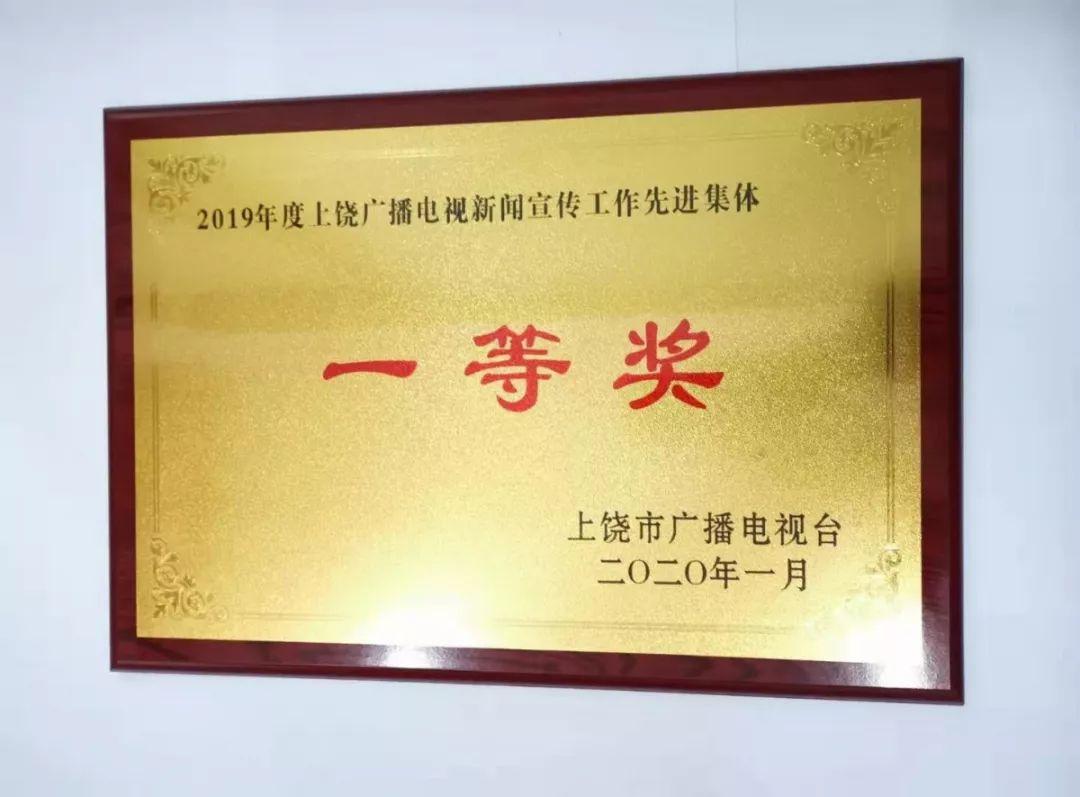 2019年度上饶广播电视新闻宣传工作先进集体
一等奖
上饶市广播电视台
二〇二〇年一月